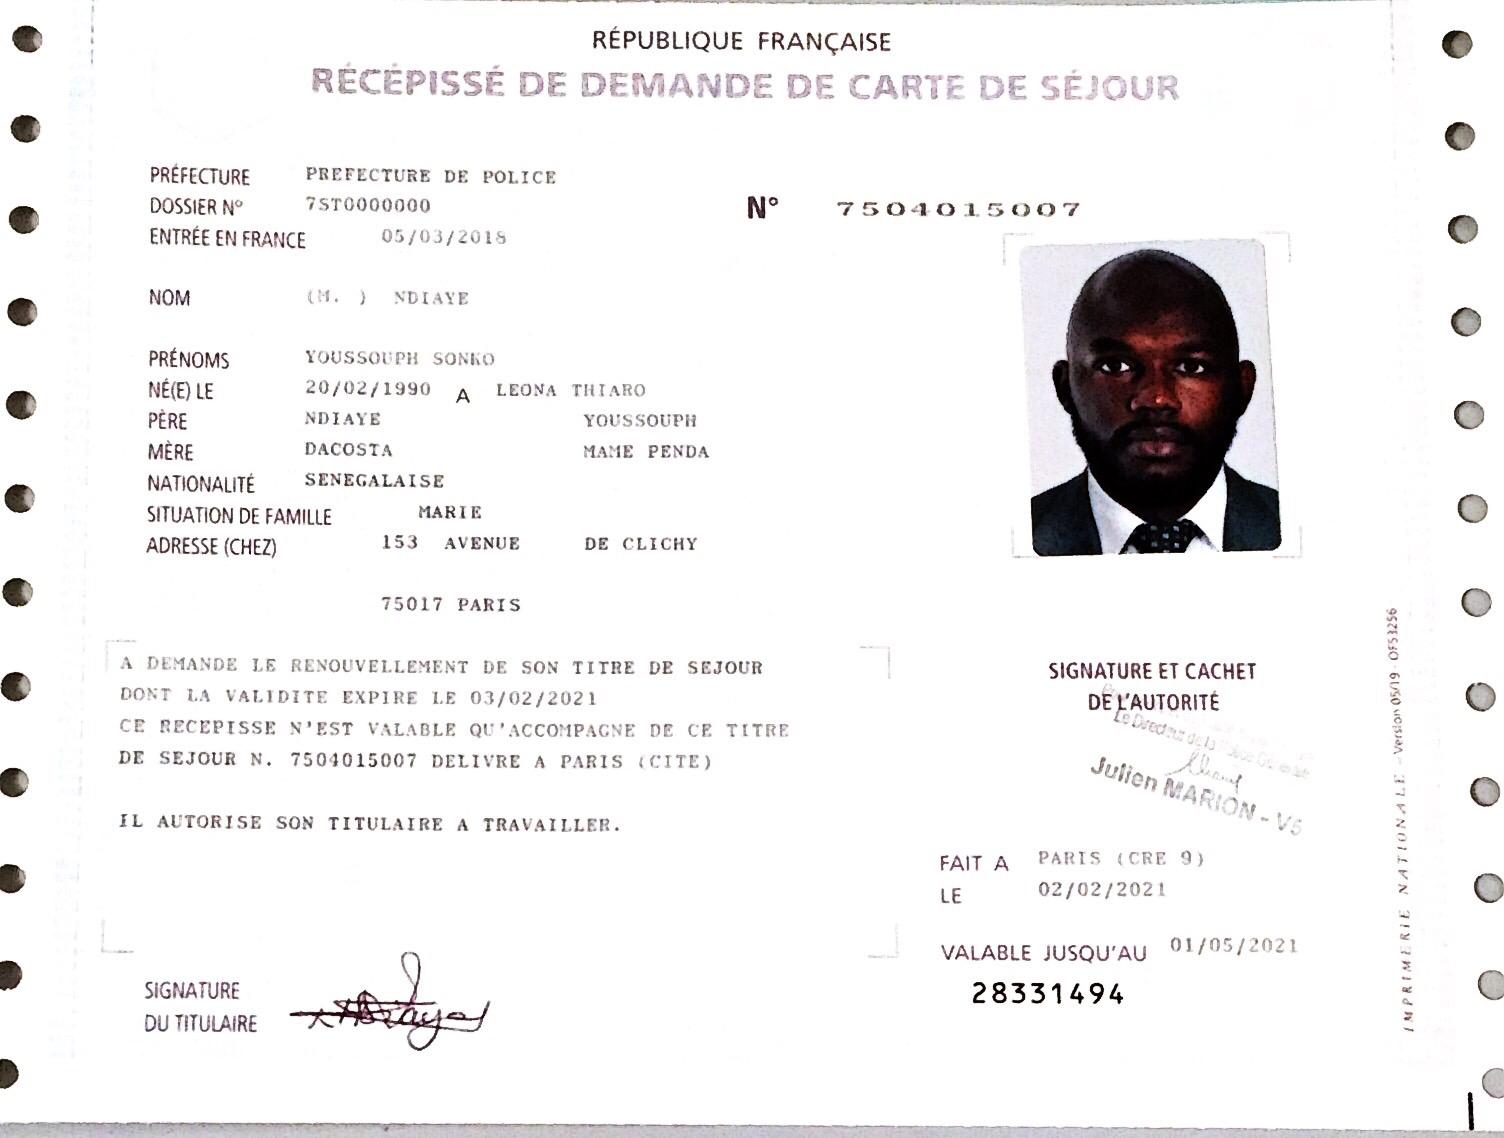 RÉPUBLIQUE FRANÇAISE
RÉCÉPISSÉ DE DEMANDE DE CARTE DE SÉJOUR
PRÉFECTURE PREFECTURE DE POLICE
DOSSIER N° 7ST0000000
N° 7504015007
ENTRÉE EN FRANCE 05/03/2018
NOM (M. ) NDIAYE
PRÉNOMS YOUSSOUPH SONKO
NÉ(E) LE 20/02/1990 A LEONA THIARO
PÈRE NDIAYE YOUSSOUPH
MÈRE DACOSTA MAME PENDA
NATIONALITÉ SENEGALAISE
SITUATION DE FAMILLE MARIE
ADRESSE (CHEZ) 153 AVENUE DE CLICHY
75017 PARIS
A DEMANDE LE RENOUVELLEMENT DE SON TITRE DE SEJOUR
DONT LA VALIDITE EXPIRE LE 03/02/2021
CE RECEPISSE N'EST VALABLE QU'ACCOMPAGNE DE CE TITRE
DE SEJOUR N. 7504015007 DELIVRE A PARIS (CITE)
IL AUTORISE SON TITULAIRE A TRAVAILLER.
SIGNATURE ET CACHET
DE L'AUTORITÉ
Le Directeur de la
Julien MARION - V5
FAIT A PARIS (CRE 9)
LE 02/02/2021
VALABLE JUSQU'AU 01/05/2021
28331494
SIGNATURE
DU TITULAIRE
IMPRIMERIE NATIONALE - Version 05/19 - OF53256